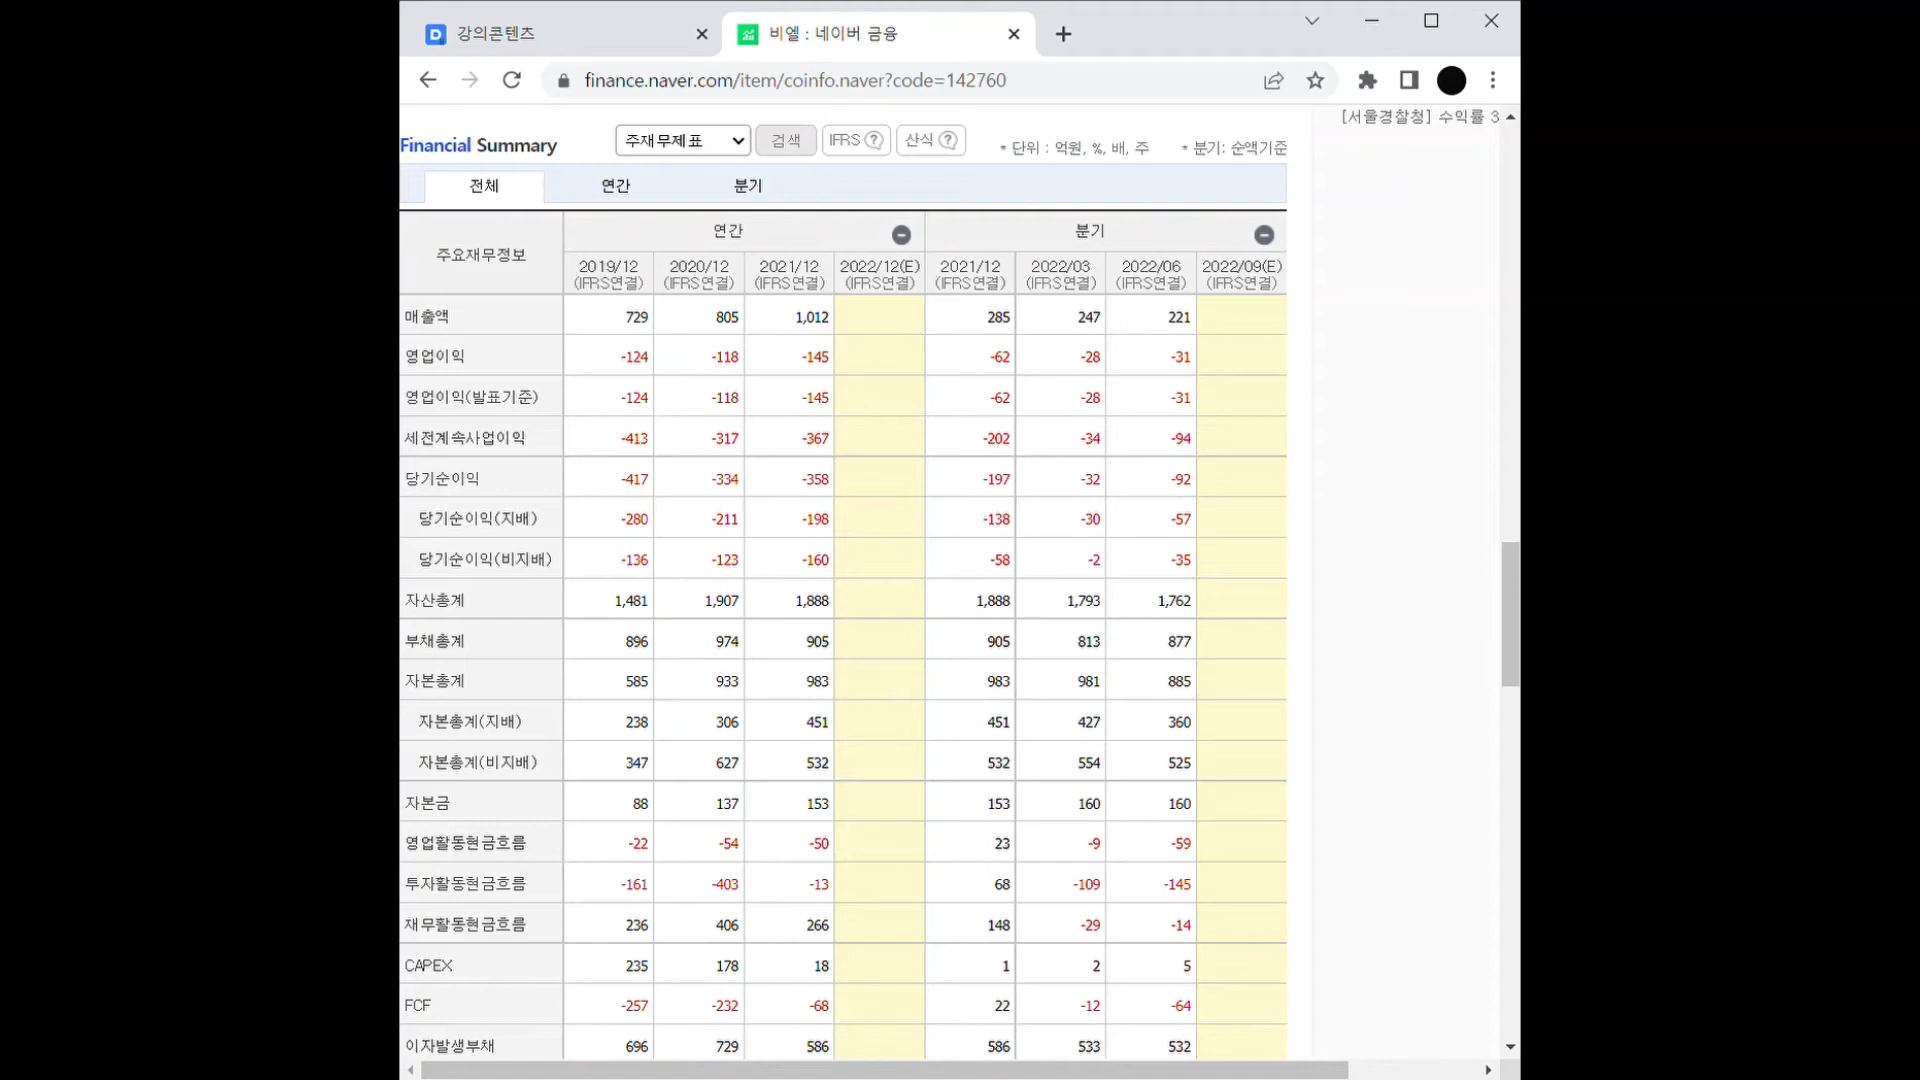 강의콘텐츠
비엘 : 네이버 금융
finance.naver.com/item/coinfo.naver?code=142760
[서울경찰청] 수익률 3
Financial Summary 주재무제표 검색 IFRS ? 산식 ? * 단위 : 억원, %, 배, 주 * 분기: 순액기준
전체 연간 분기
주요재무정보 연간 분기
2019/12 2020/12 2021/12 2022/12(E) 2021/12 2022/03 2022/06 2022/09(E)
(IFRS연결) (IFRS연결) (IFRS연결) (IFRS연결) (IFRS연결) (IFRS연결) (IFRS연결) (IFRS연결)
매출액 729 805 1,012 285 247 221
영업이익 -124 -118 -145 -62 -28 -31
영업이익(발표기준) -124 -118 -145 -62 -28 -31
세전계속사업이익 -413 -317 -367 -202 -34 -94
당기순이익 -417 -334 -358 -197 -32 -92
당기순이익(지배) -280 -211 -198 -138 -30 -57
당기순이익(비지배) -136 -123 -160 -58 -2 -35
자산총계 1,481 1,907 1,888 1,888 1,793 1,762
부채총계 896 974 905 905 813 877
자본총계 585 933 983 983 981 885
자본총계(지배) 238 306 451 451 427 360
자본총계(비지배) 347 627 532 532 554 525
자본금 88 137 153 153 160 160
영업활동현금흐름 -22 -54 -50 23 -9 -59
투자활동현금흐름 -161 -403 -13 68 -109 -145
재무활동현금흐름 236 406 266 148 -29 -14
CAPEX 235 178 18 1 2 5
FCF -257 -232 -68 22 -12 -64
이자발생부채 696 729 586 586 533 532